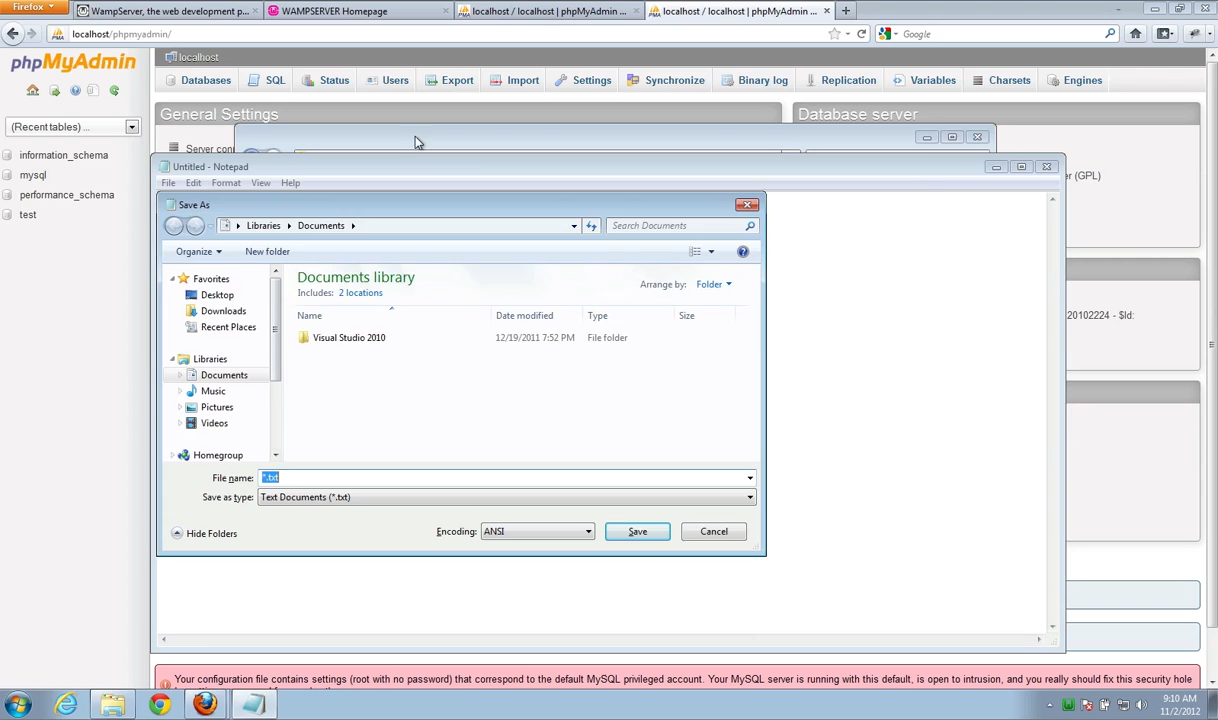 Firefox
WampServer, the web development p...
WAMPSERVER Homepage
localhost / localhost | phpMyAdmin ...
localhost / localhost | phpMyAdmin ...
localhost/phpmyadmin/
Google
phpMyAdmin
localhost
Databases
SQL
Status
Users
Export
Import
Settings
Synchronize
Binary log
Replication
Variables
Charsets
Engines
(Recent tables) ...
information_schema
mysql
performance_schema
test
General Settings
Database server
Server con
r (GPL)
20102224 - $Id:
Untitled - Notepad
File Edit Format View Help
Save As
Libraries
Documents
Search Documents
Organize
New folder
Favorites
Desktop
Downloads
Recent Places
Libraries
Documents
Music
Pictures
Videos
Homegroup
Documents library
Includes: 2 locations
Arrange by: Folder
Name Date modified Type Size
Visual Studio 2010 12/19/2011 7:52 PM File folder
File name: *.txt
Save as type: Text Documents (*.txt)
Hide Folders
Encoding: ANSI
Save
Cancel
Your configuration file contains settings (root with no password) that correspond to the default MySQL privileged account. Your MySQL server is running with this default, is open to intrusion, and you really should fix this security hole
9:10 AM
11/2/2012